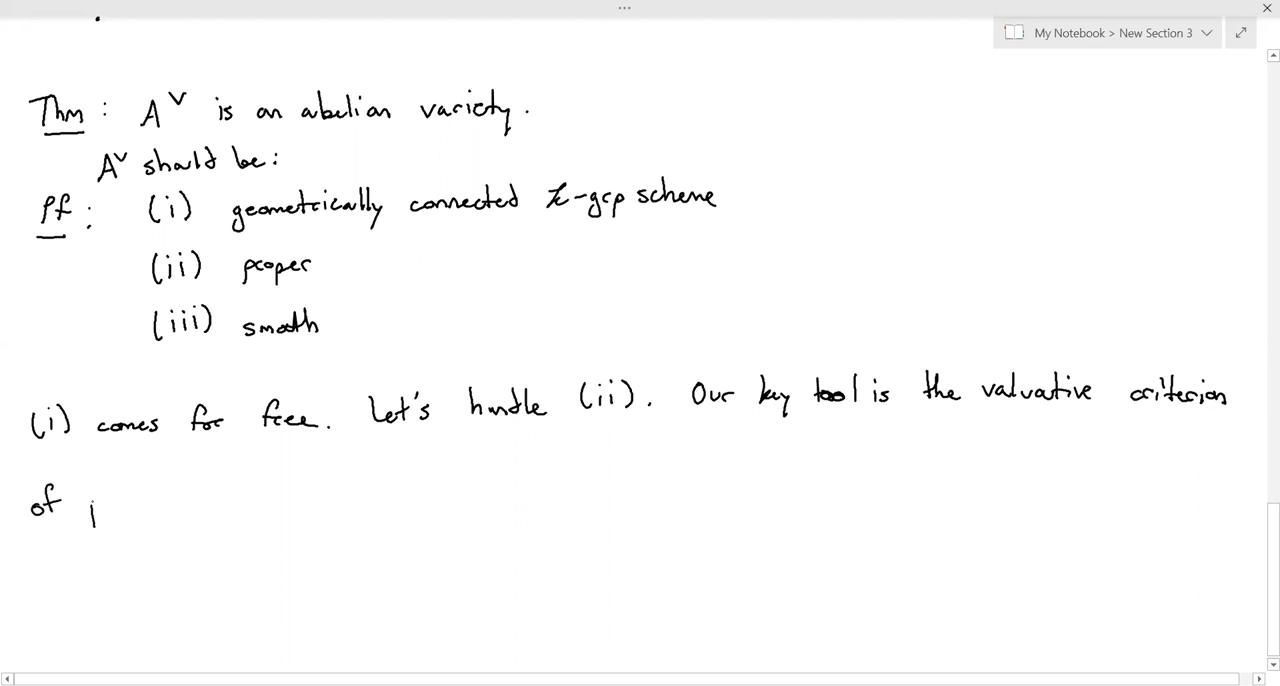 My Notebook > New Section 3
Thm : A^∨ is an abelian variety.
A^∨ should be:
Pf : (i) geometrically connected k-grp scheme
(ii) proper
(iii) smooth
(i) comes for free. Let's handle (ii). Our key tool is the valuative criterion
of